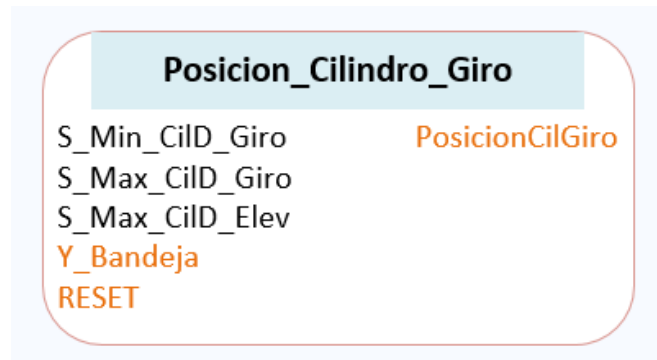 Posicion_Cilindro_Giro
S_Min_CilD_Giro PosicionCilGiro
S_Max_CilD_Giro
S_Max_CilD_Elev
Y_Bandeja
RESET